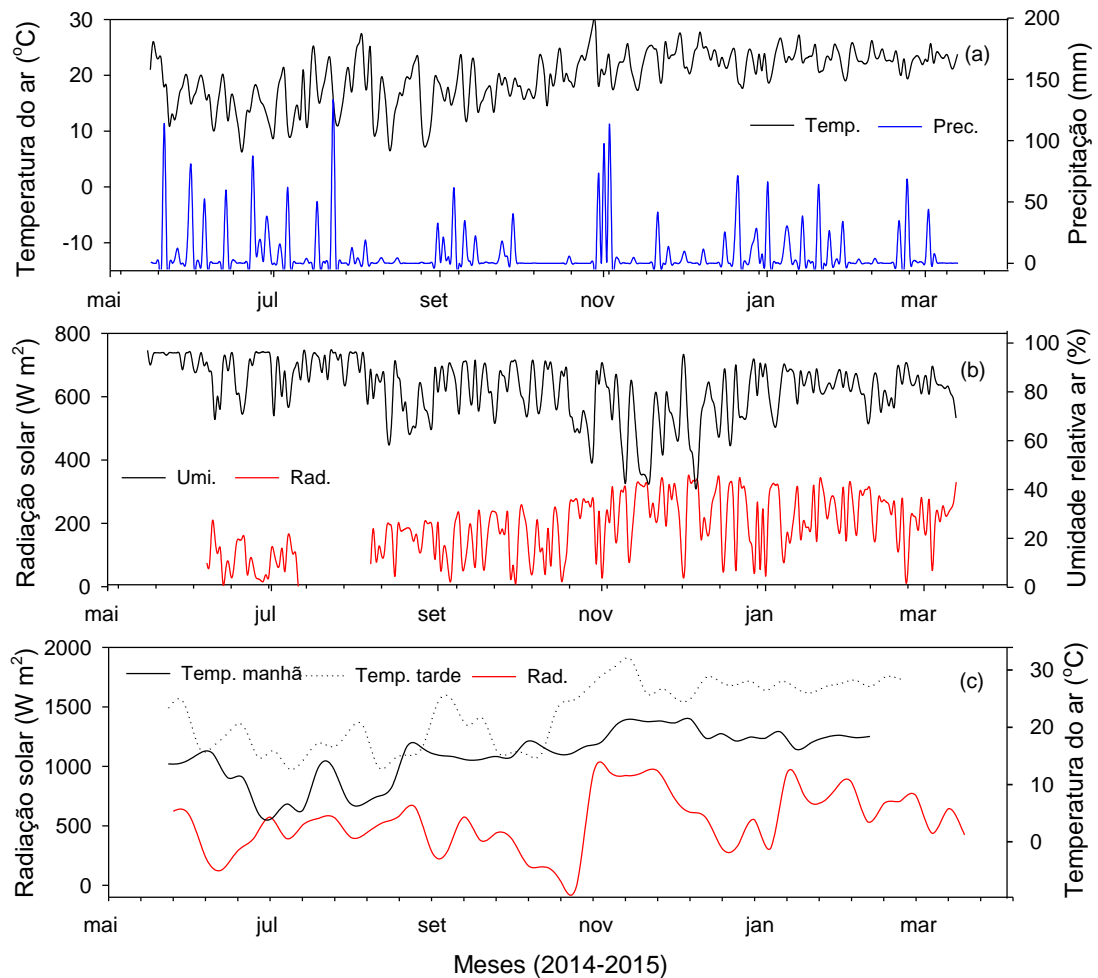 30
20
10
0
-10
Temperatura do ar (°C)
200
150
100
50
0
Precipitação (mm)
(a)
Temp.
Prec.
mai
jul
set
nov
jan
mar
800
600
400
200
0
Radiação solar (W m²)
100
80
60
40
20
0
Umidade relativa ar (%)
(b)
Umi.
Rad.
mai
jul
set
nov
jan
mar
2000
1500
1000
500
0
Radiação solar (W m²)
30
20
10
0
Temperatura do ar (°C)
Temp. manhã
Temp. tarde
Rad.
(c)
mai
jul
set
nov
jan
mar
Meses (2014-2015)